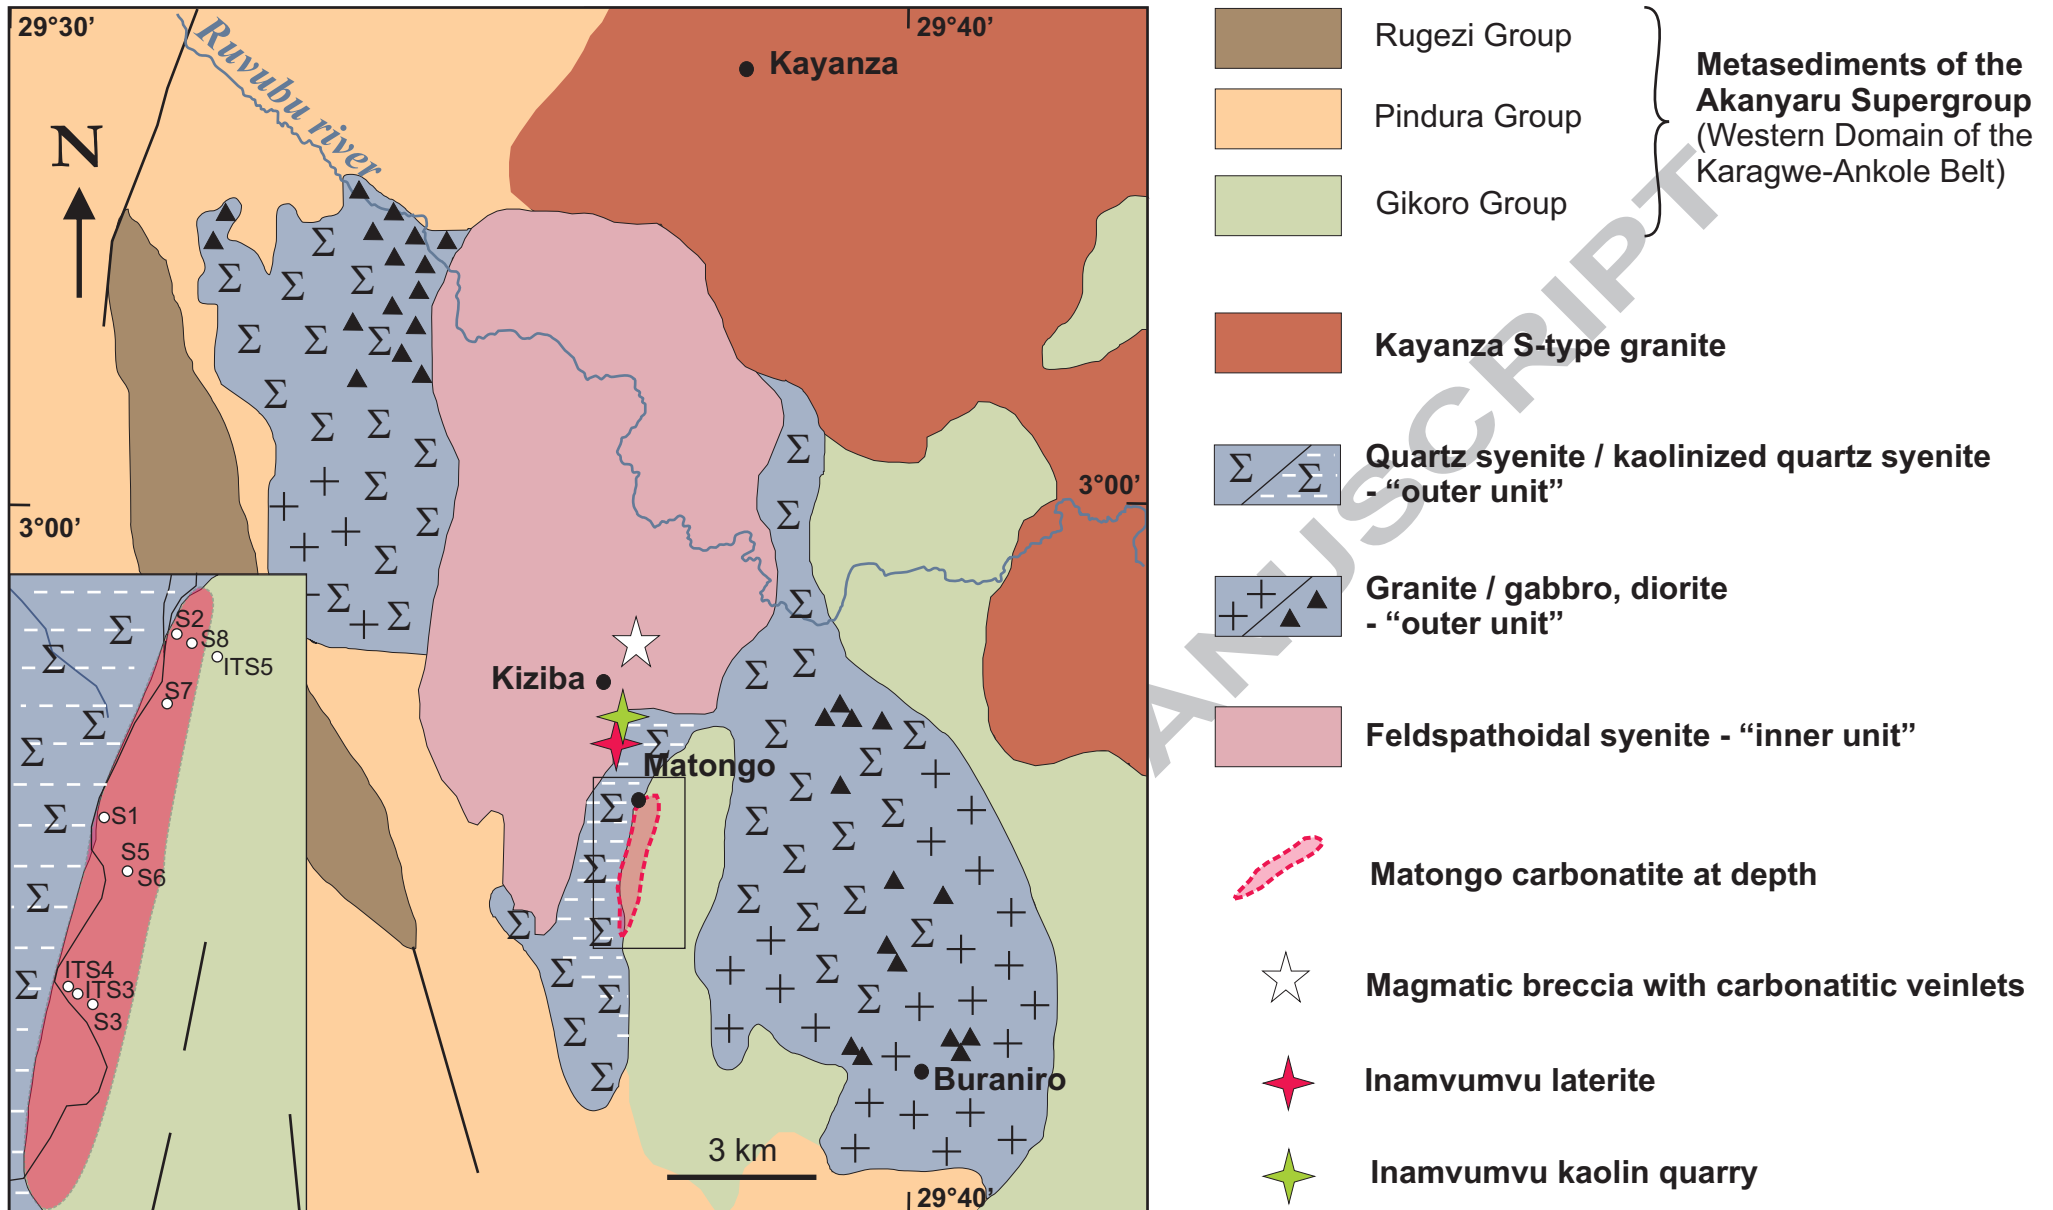 29°30’
29°40’
Ruvubu river
Kayanza
N
3°00’
3°00’
Kiziba
Matongo
Buraniro
3 km
29°40’
S2
S8
ITS5
S7
S1
S5
S6
ITS4
ITS3
S3
Rugezi Group
Pindura Group
Gikoro Group
Metasediments of the
Akanyaru Supergroup
(Western Domain of the
Karagwe-Ankole Belt)
Kayanza S-type granite
Quartz syenite / kaolinized quartz syenite
- “outer unit”
Granite / gabbro, diorite
- “outer unit”
Feldspathoidal syenite - “inner unit”
Matongo carbonatite at depth
Magmatic breccia with carbonatitic veinlets
Inamvumvu laterite
Inamvumvu kaolin quarry
ANUSCRIPT